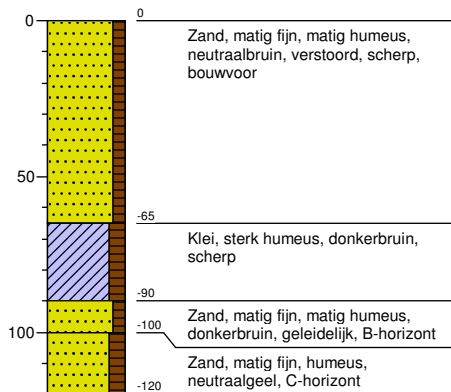 0
0
Zand, matig fijn, matig humeus,
neutraalbruin, verstoord, scherp,
bouwvoor
50
-65
Klei, sterk humeus, donkerbruin,
scherp
-90
Zand, matig fijn, matig humeus,
donkerbruin, geleidelijk, B-horizont
100
-100
Zand, matig fijn, humeus,
neutraalgeel, C-horizont
-120